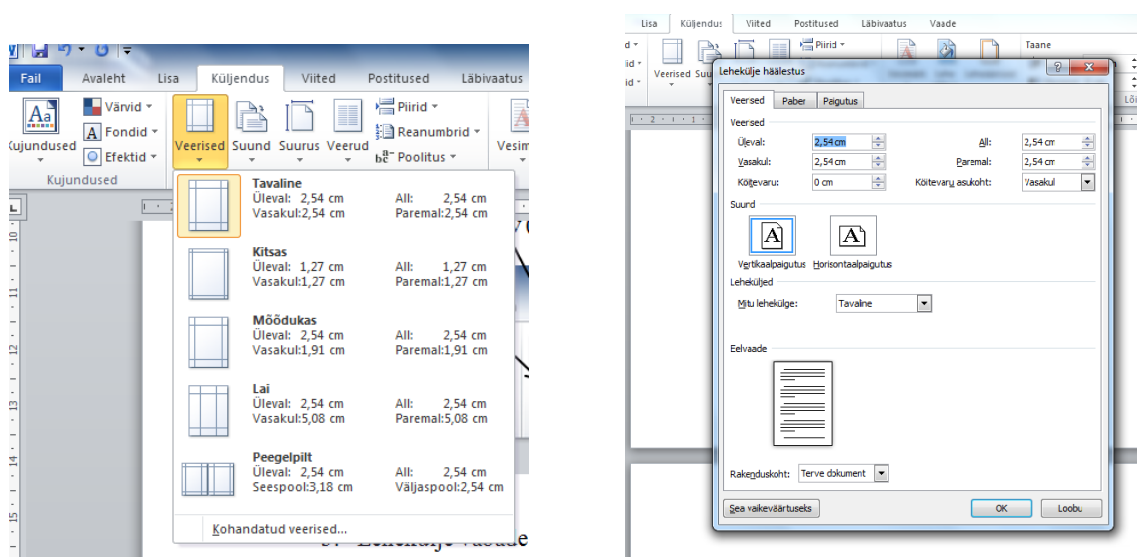 Fail Avaleht Lisa Küljendus Viited Postitused Läbivaatus
Värvid
Fondid
Efektid
Kujundused
Kujundused
Veerised Suund Suurus Veerud
Piirid
Reanumbrid
Poolitus
Tavaline
Üleval: 2,54 cm All: 2,54 cm
Vasakul:2,54 cm Paremal:2,54 cm
Kitsas
Üleval: 1,27 cm All: 1,27 cm
Vasakul:1,27 cm Paremal:1,27 cm
Mõõdukas
Üleval: 2,54 cm All: 2,54 cm
Vasakul:1,91 cm Paremal:1,91 cm
Lai
Üleval: 2,54 cm All: 2,54 cm
Vasakul:5,08 cm Paremal:5,08 cm
Peegelpilt
Üleval: 2,54 cm All: 2,54 cm
Seespool:3,18 cm Väljaspool:2,54 cm
Kohandatud veerised...
Lisa Küljendus Viited Postitused Läbivaatus Vaade
Piirid
Taane
Veerised
Lehekülje häälestus
Veersed Paber Paigutus
Veersed
Üleval: 2,54 cm All: 2,54 cm
Vasakul: 2,54 cm Paremal: 2,54 cm
Köitevaru: 0 cm Köitevaru asukoht: Vasakul
Suurd
Vertikaalpaigutus Horisontaalpaigutus
Leheküljed
Mitu lehekülge: Tavalne
Eelvaade
Rakenduskoht: Terve dokument
Sea vaikeväärtuseks OK Loobu